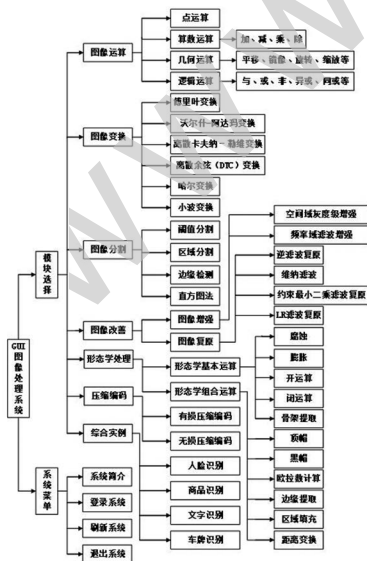 GUI图像处理系统
模块选择
图像运算
点运算
算数运算
加、减、乘、除
几何运算
平移、镜像、旋转、缩放等
逻辑运算
与、或、非、异或、同或等
图像变换
傅里叶变换
沃尔什-阿达玛变换
离散卡夫纳-勒维变换
离散余弦(DTC)变换
哈尔变换
小波变换
图像分割
阈值分割
区域分割
边缘检测
直方图法
图像改善
图像增强
空间域灰度级增强
频率域滤波增强
图像复原
逆滤波复原
维纳滤波
约束最小二乘滤波复原
LR滤波复原
形态学处理
形态学基本运算
腐蚀
膨胀
开运算
闭运算
骨架提取
形态学组合运算
顶帽
黑帽
欧拉数计算
边缘提取
区域填充
距离变换
压缩编码
有损压缩编码
无损压缩编码
综合实例
人脸识别
商品识别
文字识别
车牌识别
系统菜单
系统简介
登录系统
刷新系统
退出系统